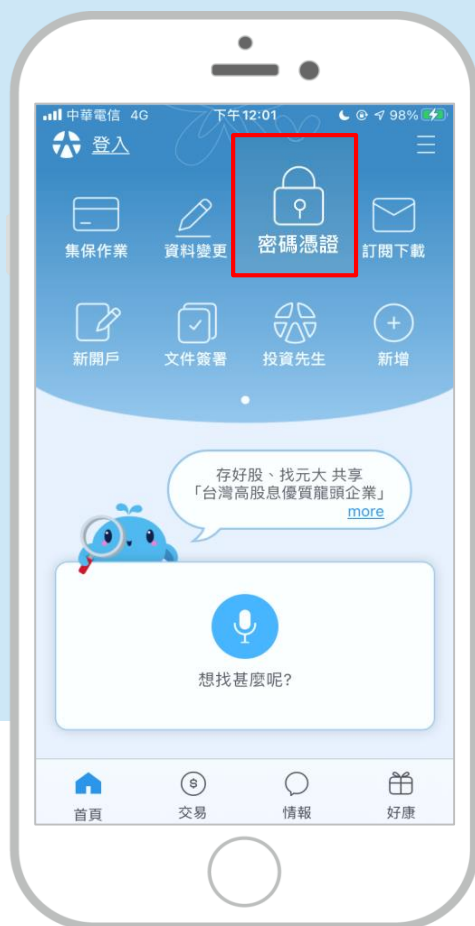 中華電信 4G 下午12:01 98%
登入
集保作業 資料變更 密碼憑證 訂閱下載
新開戶 文件簽署 投資先生 新增
存好股、找元大 共享
「台灣高股息優質龍頭企業」
more
想找甚麼呢?
首頁 交易 情報 好康